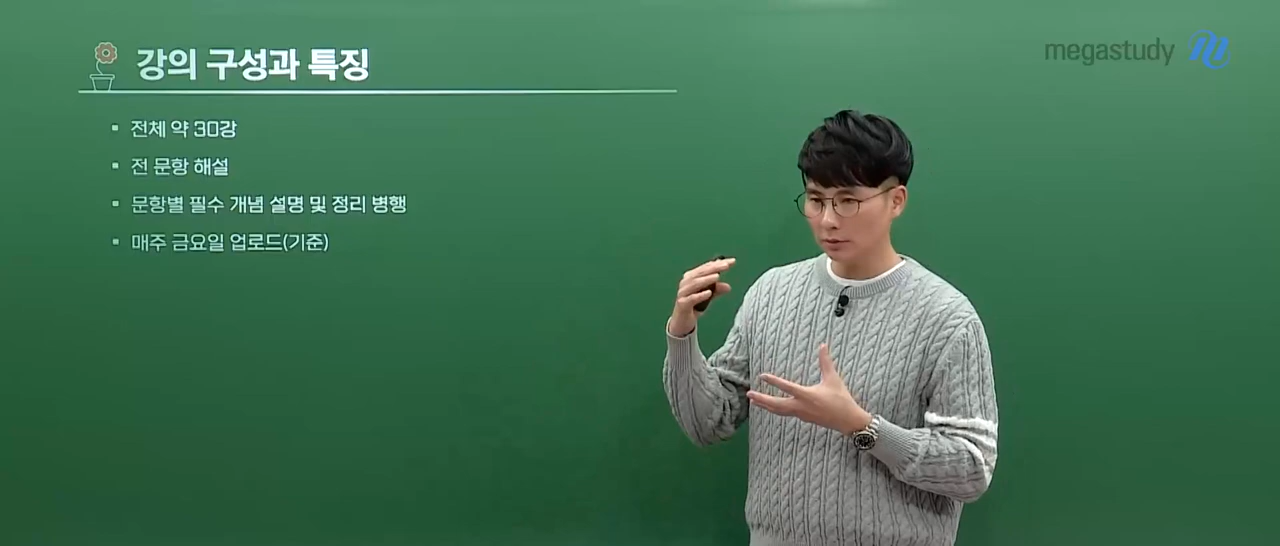 강의 구성과 특징
megastudy
전체 약 30강
전 문항 해설
문항별 필수 개념 설명 및 정리 병행
매주 금요일 업로드(기준)